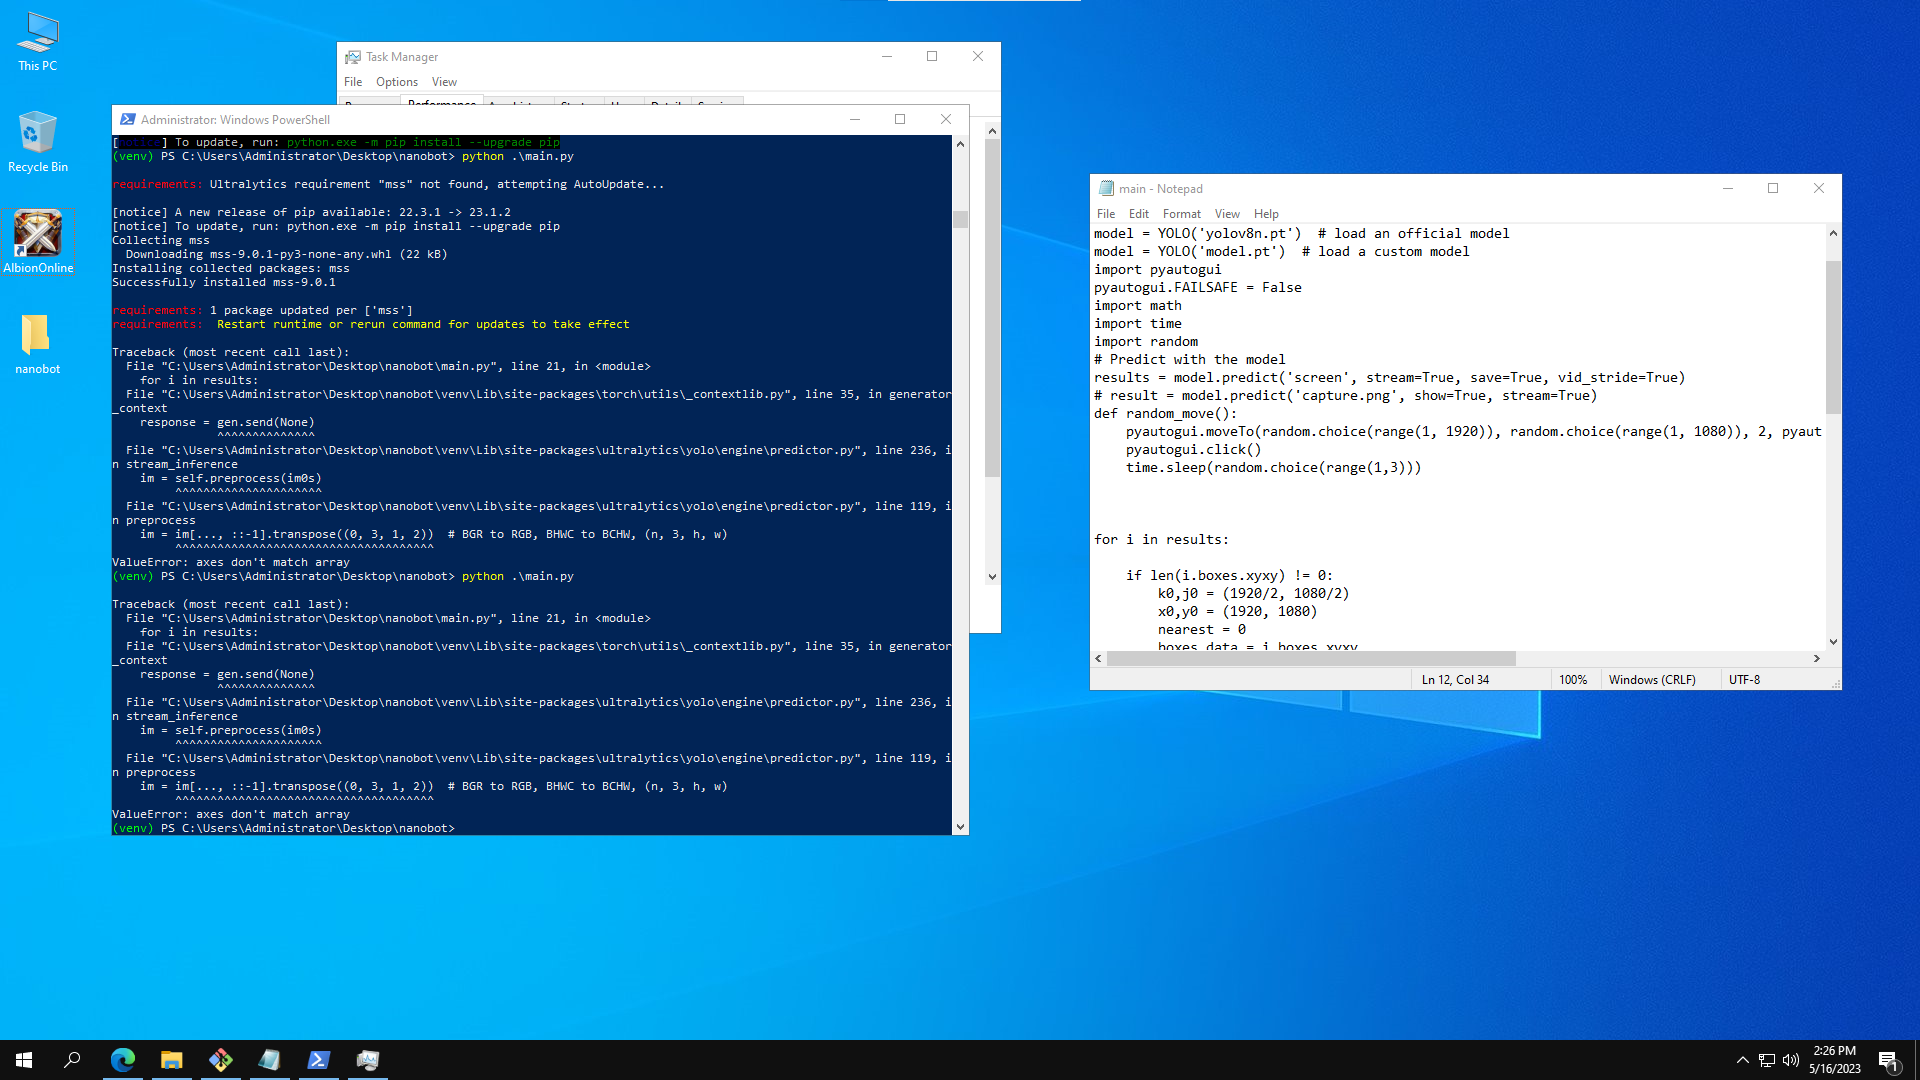 This PC
Recycle Bin
AlbionOnline
nanobot
Task Manager
File Options View
Performance
Administrator: Windows PowerShell
[notice] To update, run: python.exe -m pip install --upgrade pip
(venv) PS C:\Users\Administrator\Desktop\nanobot> python .\main.py
requirements: Ultralytics requirement "mss" not found, attempting AutoUpdate...
[notice] A new release of pip available: 22.3.1 -> 23.1.2
[notice] To update, run: python.exe -m pip install --upgrade pip
Collecting mss
Downloading mss-9.0.1-py3-none-any.whl (22 kB)
Installing collected packages: mss
Successfully installed mss-9.0.1
requirements: 1 package updated per ['mss']
requirements: Restart runtime or rerun command for updates to take effect
Traceback (most recent call last):
File "C:\Users\Administrator\Desktop\nanobot\main.py", line 21, in <module>
for i in results:
File "C:\Users\Administrator\Desktop\nanobot\venv\Lib\site-packages\torch\utils\_contextlib.py", line 35, in generator
_context
response = gen.send(None)
^^^^^^^^^^^^^^
File "C:\Users\Administrator\Desktop\nanobot\venv\Lib\site-packages\ultralytics\yolo\engine\predictor.py", line 236, i
n stream_inference
im = self.preprocess(im0s)
^^^^^^^^^^^^^^^^^^^^^
File "C:\Users\Administrator\Desktop\nanobot\venv\Lib\site-packages\ultralytics\yolo\engine\predictor.py", line 119, i
n preprocess
im = im[..., ::-1].transpose((0, 3, 1, 2)) # BGR to RGB, BHWC to BCHW, (n, 3, h, w)
^^^^^^^^^^^^^^^^^^^^^^^^^^^^^^^^^^^^^
ValueError: axes don't match array
(venv) PS C:\Users\Administrator\Desktop\nanobot> python .\main.py
Traceback (most recent call last):
File "C:\Users\Administrator\Desktop\nanobot\main.py", line 21, in <module>
for i in results:
File "C:\Users\Administrator\Desktop\nanobot\venv\Lib\site-packages\torch\utils\_contextlib.py", line 35, in generator
_context
response = gen.send(None)
^^^^^^^^^^^^^^
File "C:\Users\Administrator\Desktop\nanobot\venv\Lib\site-packages\ultralytics\yolo\engine\predictor.py", line 236, i
n stream_inference
im = self.preprocess(im0s)
^^^^^^^^^^^^^^^^^^^^^
File "C:\Users\Administrator\Desktop\nanobot\venv\Lib\site-packages\ultralytics\yolo\engine\predictor.py", line 119, i
n preprocess
im = im[..., ::-1].transpose((0, 3, 1, 2)) # BGR to RGB, BHWC to BCHW, (n, 3, h, w)
^^^^^^^^^^^^^^^^^^^^^^^^^^^^^^^^^^^^^
ValueError: axes don't match array
(venv) PS C:\Users\Administrator\Desktop\nanobot>
main - Notepad
File Edit Format View Help
model = YOLO('yolov8n.pt') # load an official model
model = YOLO('model.pt') # load a custom model
import pyautogui
pyautogui.FAILSAFE = False
import math
import time
import random
# Predict with the model
results = model.predict('screen', stream=True, save=True, vid_stride=True)
# result = model.predict('capture.png', show=True, stream=True)
def random_move():
pyautogui.moveTo(random.choice(range(1, 1920)), random.choice(range(1, 1080)), 2, pyaut
pyautogui.click()
time.sleep(random.choice(range(1,3)))
for i in results:
if len(i.boxes.xyxy) != 0:
k0,j0 = (1920/2, 1080/2)
x0,y0 = (1920, 1080)
nearest = 0
boxes_data = i.boxes.xyxy
Ln 12, Col 34 100% Windows (CRLF) UTF-8
2:26 PM
5/16/2023
1